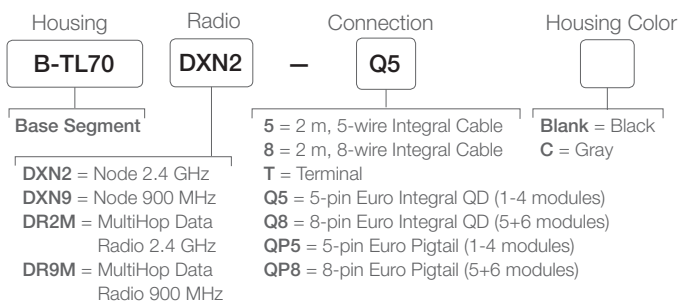 Housing
Radio
Connection
Housing Color
B-TL70
DXN2
–
Q5
Base Segment
DXN2 = Node 2.4 GHz
DXN9 = Node 900 MHz
DR2M = MultiHop Data
Radio 2.4 GHz
DR9M = MultiHop Data
Radio 900 MHz
5 = 2 m, 5-wire Integral Cable
8 = 2 m, 8-wire Integral Cable
T = Terminal
Q5 = 5-pin Euro Integral QD (1-4 modules)
Q8 = 8-pin Euro Integral QD (5+6 modules)
QP5 = 5-pin Euro Pigtail (1-4 modules)
QP8 = 8-pin Euro Pigtail (5+6 modules)
Blank = Black
C = Gray